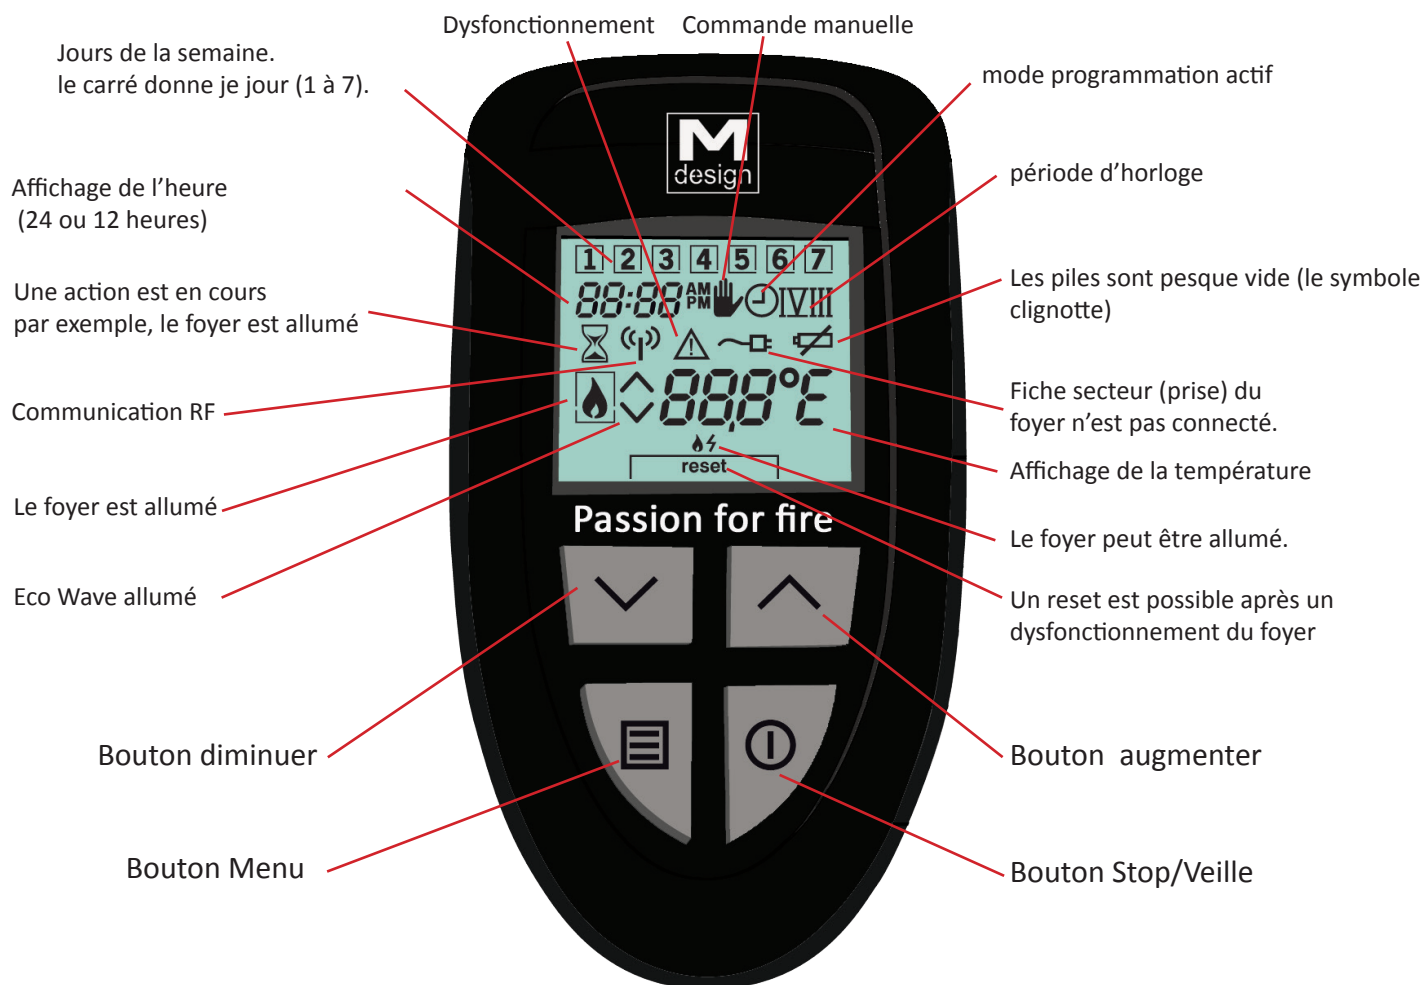 Dysfonctionnement
Commande manuelle
Jours de la semaine.
le carré donne je jour (1 à 7).
mode programmation actif
M
design
Affichage de l’heure
(24 ou 12 heures)
période d’horloge
1 2 3 4 5 6 7
88:88 AM PM IVIII
Une action est en cours
par exemple, le foyer est allumé
Les piles sont pesque vide (le symbole
clignotte)
Communication RF
88,8°E
Fiche secteur (prise) du
foyer n’est pas connecté.
reset
Affichage de la température
Le foyer est allumé
Passion for fire
Le foyer peut être allumé.
Eco Wave allumé
Un reset est possible après un
dysfonctionnement du foyer
Bouton diminuer
Bouton augmenter
Bouton Menu
Bouton Stop/Veille